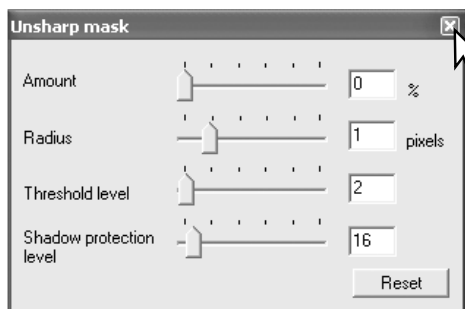 Unsharp mask
Amount 0 %
Radius 1 pixels
Threshold level 2
Shadow protection
level 16
Reset